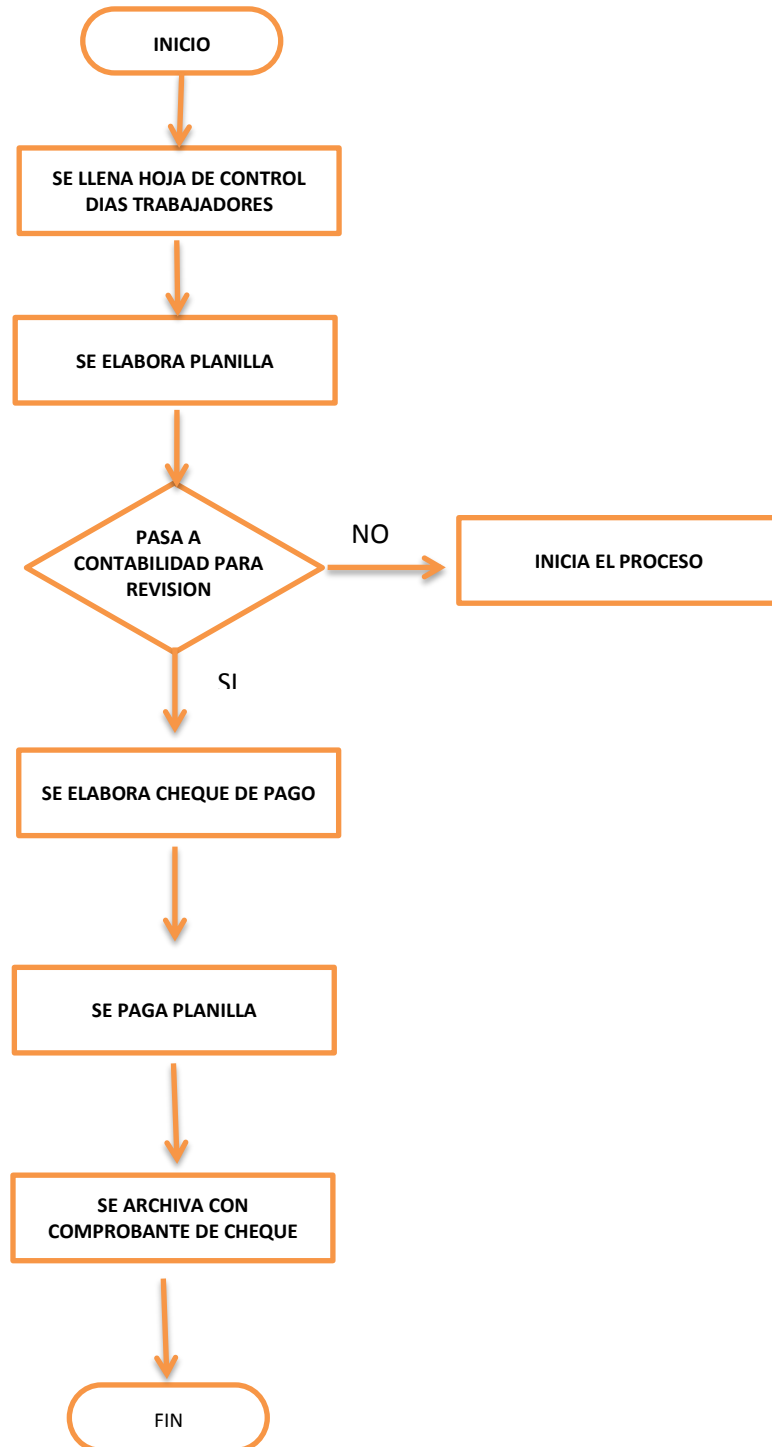 INICIO
SE LLENA HOJA DE CONTROL
DIAS TRABAJADORES
SE ELABORA PLANILLA
PASA A
CONTABILIDAD PARA
REVISION
NO
INICIA EL PROCESO
SI
SE ELABORA CHEQUE DE PAGO
SE PAGA PLANILLA
SE ARCHIVA CON
COMPROBANTE DE CHEQUE
FIN